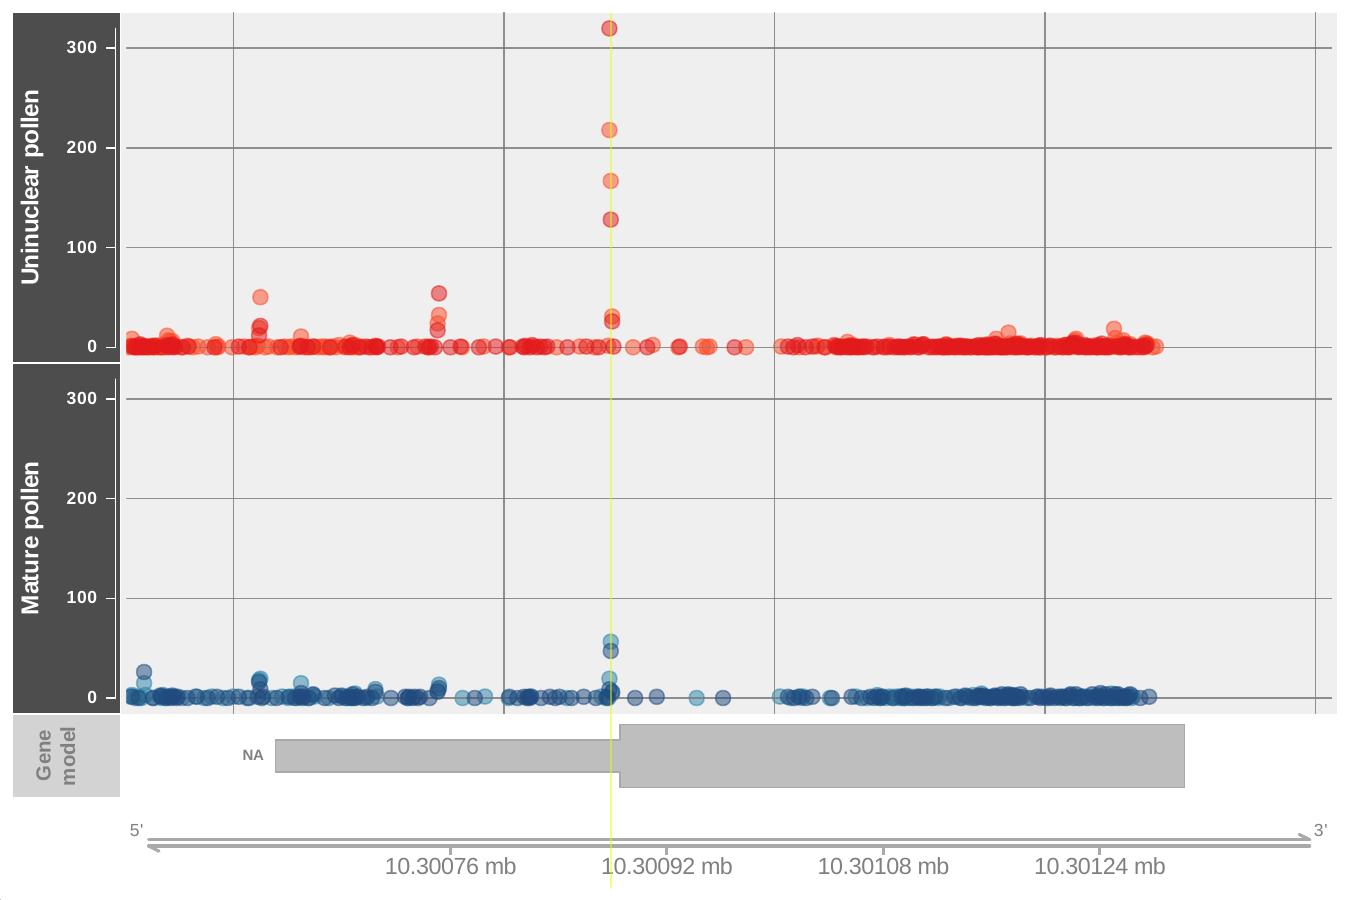 Uninuclear pollen
300
200
100
0
Mature pollen
300
200
100
0
Gene
model
NA
5'
3'
10.30076 mb
10.30092 mb
10.30108 mb
10.30124 mb